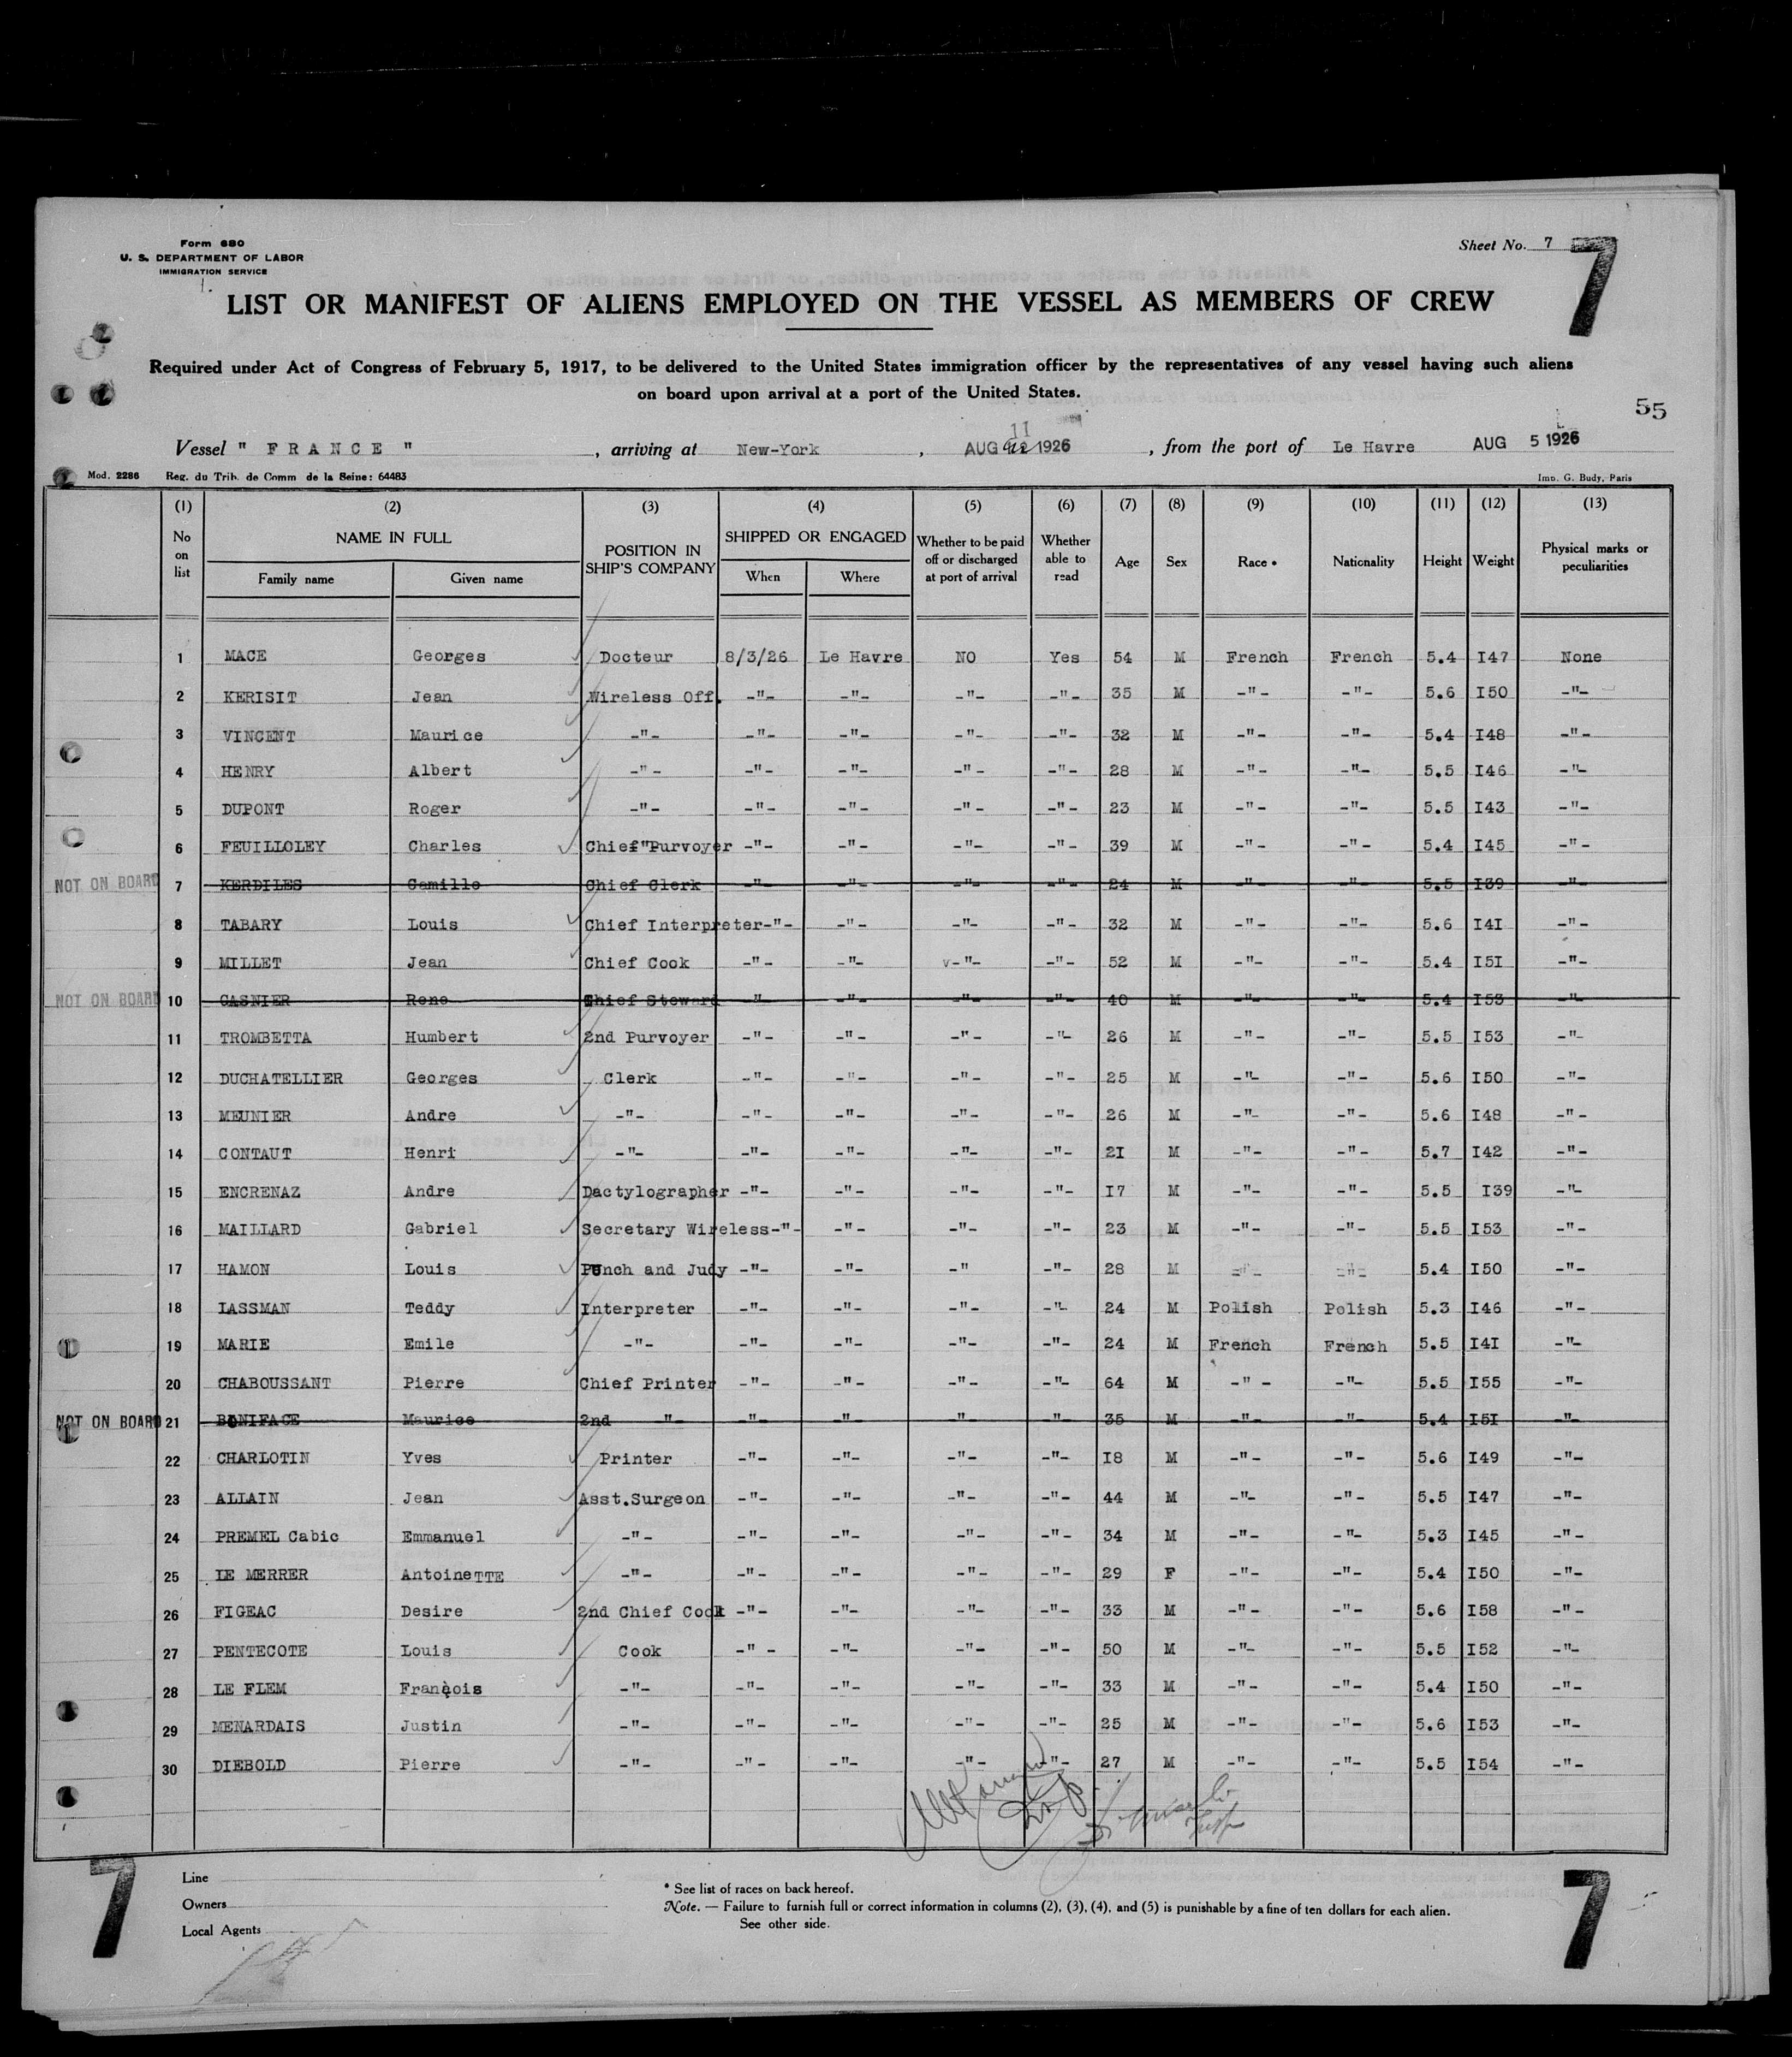 Form 680
U. S. DEPARTMENT OF LABOR
IMMIGRATION SERVICE
Sheet No. 7
7
LIST OR MANIFEST OF ALIENS EMPLOYED ON THE VESSEL AS MEMBERS OF CREW
Required under Act of Congress of February 5, 1917, to be delivered to the United States immigration officer by the representatives of any vessel having such aliens
on board upon arrival at a port of the United States.
55
11
Vessel " FRANCE " , arriving at New-York , AUG 1926 , from the port of Le Havre AUG 5 1926
Mod. 2286 Reg. du Trib. de Comm de la Seine: 64483 Imp. G. Budy, Paris
(1) (2) (3) (4) (5) (6) (7) (8) (9) (10) (11) (12) (13)
No on list NAME IN FULL POSITION IN SHIP'S COMPANY SHIPPED OR ENGAGED Whether to be paid off or discharged at port of arrival Whether able to read Age Sex Race * Nationality Height Weight Physical marks or peculiarities
Family name Given name When Where
1 MACE Georges Docteur 8/3/26 Le Havre NO Yes 54 M French French 5.4 I47 None
2 KERISIT Jean Wireless Off. -"- -"- -"- -"- 35 M -"- -"- 5.6 I50 -"-
3 VINCENT Maurice -"- -"- -"- -"- -"- 32 M -"- -"- 5.4 I48 -"-
4 HENRY Albert -"- -"- -"- -"- -"- 28 M -"- -"- 5.5 I46 -"-
5 DUPONT Roger -"- -"- -"- -"- -"- 23 M -"- -"- 5.5 I43 -"-
6 FEUILLOLEY Charles Chief"Purvoyer -"- -"- -"- -"- 39 M -"- -"- 5.4 I45 -"-
NOT ON BOARD 7 KERDILES Camille Chief Clerk -"- -"- -"- -"- 24 M -"- -"- 5.5 I39 -"-
8 TABARY Louis Chief Interpreter-"- -"- -"- -"- 32 M -"- -"- 5.6 I4I -"-
9 MILLET Jean Chief Cook -"- -"- v-"- -"- 52 M -"- -"- 5.4 I5I -"-
NOT ON BOARD 10 GASNIER Rene Chief Steward -"- -"- -"- -"- 40 M -"- -"- 5.4 I53 -"-
11 TROMBETTA Humbert 2nd Purvoyer -"- -"- -"- -"- 26 M -"- -"- 5.5 I53 -"-
12 DUCHATELLIER Georges Clerk -"- -"- -"- -"- 25 M -"- -"- 5.6 I50 -"-
13 MEUNIER Andre -"- -"- -"- -"- -"- 26 M -"- -"- 5.6 I48 -"-
14 CONTAUT Henri -"- -"- -"- -"- -"- 2I M -"- -"- 5.7 I42 -"-
15 ENCRENAZ Andre Dactylographer -"- -"- -"- -"- I7 M -"- -"- 5.5 I39 -"-
16 MAILLARD Gabriel Secretary Wireless-"- -"- -"- -"- 23 M -"- -"- 5.5 I53 -"-
17 HAMON Louis Punch and Judy -"- -"- -" -"- 28 M -"- -"- 5.4 I50 -"-
18 LASSMAN Teddy Interpreter -"- -"- -"- -"- 24 M Polish Polish 5.3 I46 -"-
19 MARIE Emile -"- -"- -"- -"- -"- 24 M French French 5.5 I4I -"-
20 CHABOUSSANT Pierre Chief Printer -"- -"- -"- -"- 64 M -"- -"- 5.5 I55 -"-
NOT ON BOARD 21 BONIFACE Maurice 2nd "- -"- -"- -"- -"- 35 M -"- -"- 5.4 I5I -"-
22 CHARLOTIN Yves Printer -"- -"- -"- -"- I8 M -"- -"- 5.6 I49 -"-
23 ALLAIN Jean Asst.Surgeon -"- -"- -"- -"- 44 M -"- -"- 5.5 I47 -"-
24 PREMEL Cabic Emmanuel -"- -"- -"- -"- -"- 34 M -"- -"- 5.3 I45 -"-
25 LE MERRER AntoineTTE -"- -"- -"- -"- -"- 29 F -"- -"- 5.4 I50 -"-
26 FIGEAC Desire 2nd Chief Cook -"- -"- -"- -"- 33 M -"- -"- 5.6 I58 -"-
27 PENTECOTE Louis Cook -"- -"- -"- -"- 50 M -"- -"- 5.5 I52 -"-
28 LE FLEM François -"- -"- -"- -"- -"- 33 M -"- -"- 5.4 I50 -"-
29 MENARDAIS Justin -"- -"- -"- -"- -"- 25 M -"- -"- 5.6 I53 -"-
30 DIEBOLD Pierre -"- -"- -"- -"- -"- 27 M -"- -"- 5.5 I54 -"-
Line
Owners
Local Agents
* See list of races on back hereof.
Note. — Failure to furnish full or correct information in columns (2), (3), (4), and (5) is punishable by a fine of ten dollars for each alien.
See other side.
7
7